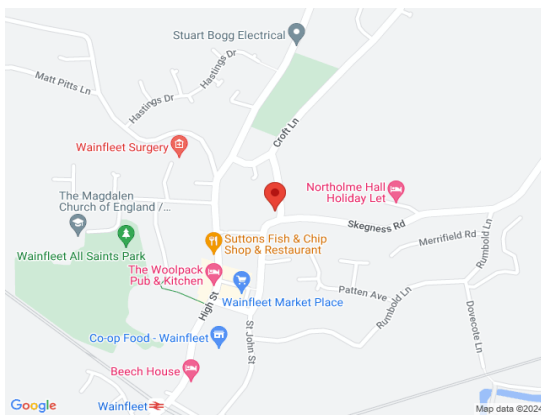 Stuart Bogg Electrical
Hastings Dr
Matt Pitts Ln
Hastings Dr
Croft Ln
Wainfleet Surgery
Northolme Hall
Holiday Let
The Magdalen
Church of England /...
Skegness Rd
Merrifield Rd
Rumbold Ln
Suttons Fish & Chip
Shop & Restaurant
Wainfleet All Saints Park
The Woolpack
Pub & Kitchen
Wainfleet Market Place
Patten Ave
Rumbold Ln
High St
St John St
Dovecote Ln
Co-op Food - Wainfleet
Beech House
Wainfleet
Google
Map data ©2024